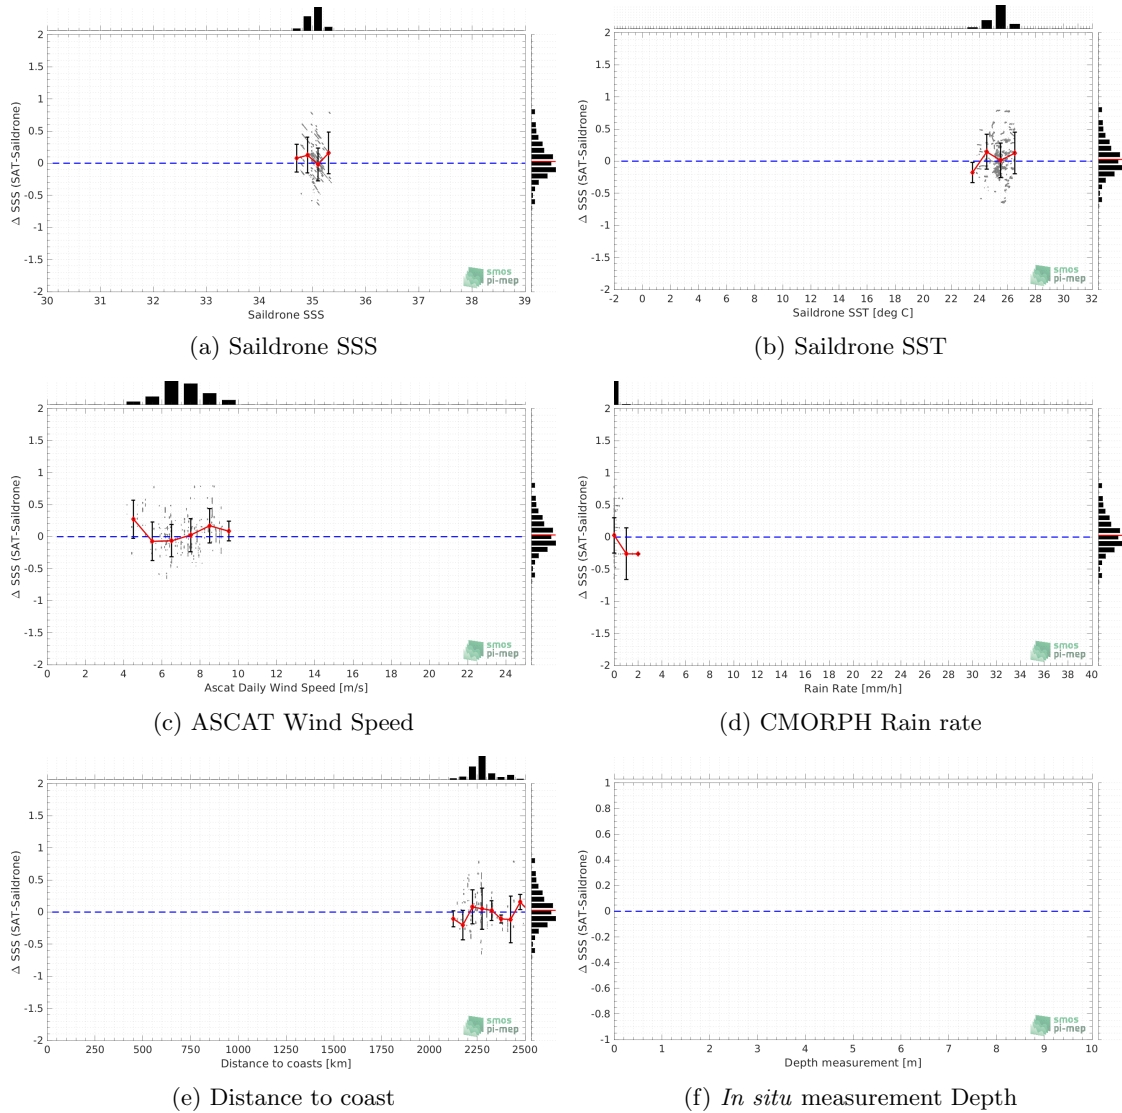 2
1.5
1
0.5
0
-0.5
-1
-1.5
-2
Δ SSS (SAT-Saildrone)
30 31 32 33 34 35 36 37 38 39
Saildrone SSS
smos
pi-mep
(a) Saildrone SSS
2
1.5
1
0.5
0
-0.5
-1
-1.5
-2
Δ SSS (SAT-Saildrone)
-2 0 2 4 6 8 10 12 14 16 18 20 22 24 26 28 30 32
Saildrone SST [deg C]
smos
pi-mep
(b) Saildrone SST
2
1.5
1
0.5
0
-0.5
-1
-1.5
-2
Δ SSS (SAT-Saildrone)
0 2 4 6 8 10 12 14 16 18 20 22 24
Ascat Daily Wind Speed [m/s]
smos
pi-mep
(c) ASCAT Wind Speed
2
1.5
1
0.5
0
-0.5
-1
-1.5
-2
Δ SSS (SAT-Saildrone)
0 2 4 6 8 10 12 14 16 18 20 22 24 26 28 30 32 34 36 38 40
Rain Rate [mm/h]
smos
pi-mep
(d) CMORPH Rain rate
2
1.5
1
0.5
0
-0.5
-1
-1.5
-2
Δ SSS (SAT-Saildrone)
0 250 500 750 1000 1250 1500 1750 2000 2250 2500
Distance to coasts [km]
smos
pi-mep
(e) Distance to coast
1
0.8
0.6
0.4
0.2
0
-0.2
-0.4
-0.6
-0.8
-1
Δ SSS (SAT-Saildrone)
0 1 2 3 4 5 6 7 8 9 10
Depth measurement [m]
smos
pi-mep
(f) In situ measurement Depth